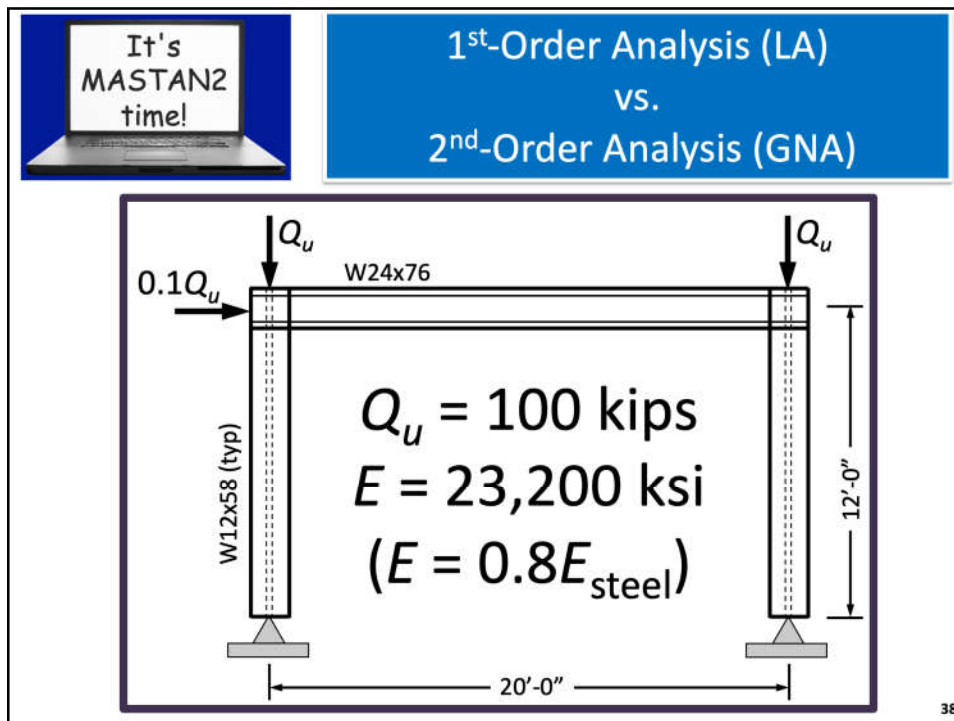 It's
MASTAN2
time!
1st-Order Analysis (LA)
vs.
2nd-Order Analysis (GNA)
Qu
Qu
W24x76
0.1Qu
W12x58 (typ)
Qu = 100 kips
E = 23,200 ksi
(E = 0.8Esteel)
12'-0”
20'-0”
38